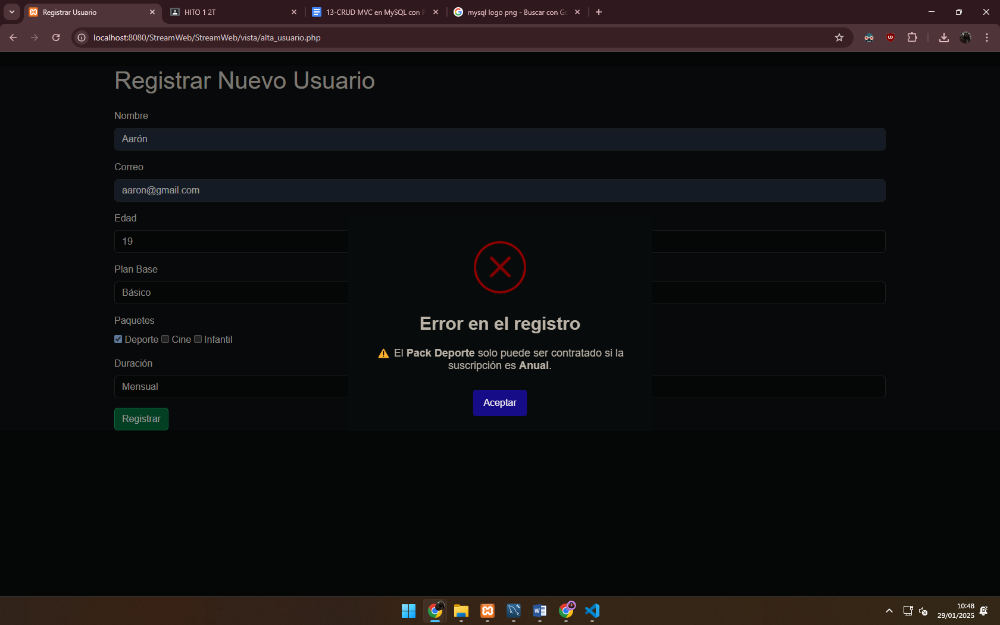 Registrar Usuario
HITO 1 2T
13-CRUD MVC en MySQL con P
mysql logo png - Buscar con Go
localhost:8080/StreamWeb/StreamWeb/vista/alta_usuario.php
Registrar Nuevo Usuario
Nombre
Aarón
Correo
aaron@gmail.com
Edad
19
Plan Base
Básico
Paquetes
Deporte Cine Infantil
Duración
Mensual
Registrar
Error en el registro
⚠️ El Pack Deporte solo puede ser contratado si la
suscripción es Anual.
Aceptar
10:48
29/01/2025